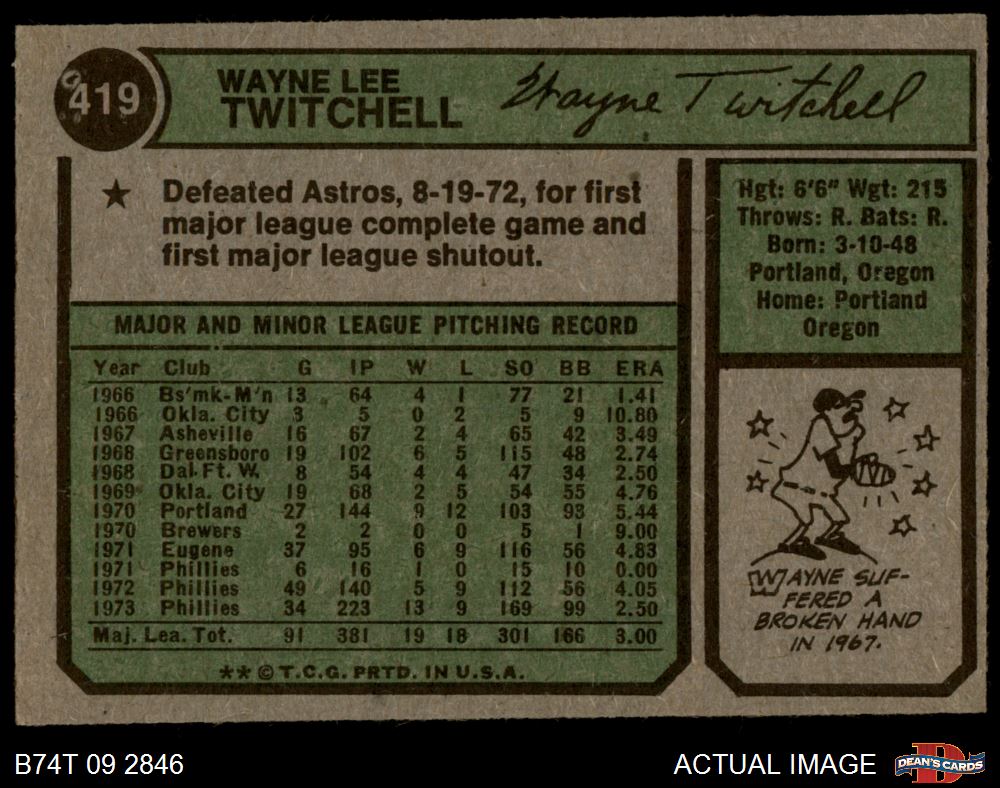 419
WAYNE LEE
TWITCHELL
Wayne Twitchell
★ Defeated Astros, 8-19-72, for first
major league complete game and
first major league shutout.
Hgt: 6'6" Wgt: 215
Throws: R. Bats: R.
Born: 3-10-48
Portland, Oregon
Home: Portland
Oregon
MAJOR AND MINOR LEAGUE PITCHING RECORD
Year Club G IP W L SO BB ERA
1966 Bs'mk-M'n 13 64 4 1 77 21 1.41
1966 Okla. City 3 5 0 2 5 9 10.80
1967 Asheville 16 67 2 4 65 42 3.49
1968 Greensboro 19 102 6 5 115 48 2.74
1968 Dal-Ft. W. 8 54 4 4 47 34 2.50
1969 Okla. City 19 68 2 5 54 55 4.76
1970 Portland 27 144 9 12 103 93 5.44
1970 Brewers 2 2 0 0 5 1 9.00
1971 Eugene 37 95 6 9 116 56 4.83
1971 Phillies 6 16 1 0 15 10 0.00
1972 Phillies 49 140 5 9 112 56 4.05
1973 Phillies 34 223 13 9 169 99 2.50
Maj. Lea. Tot. 91 381 19 18 301 166 3.00
** © T.C.G. PRTD. IN U.S.A.
WAYNE SUF-
FERED A
BROKEN HAND
IN 1967.
B74T 09 2846
ACTUAL IMAGE
D
DEAN'S CARDS